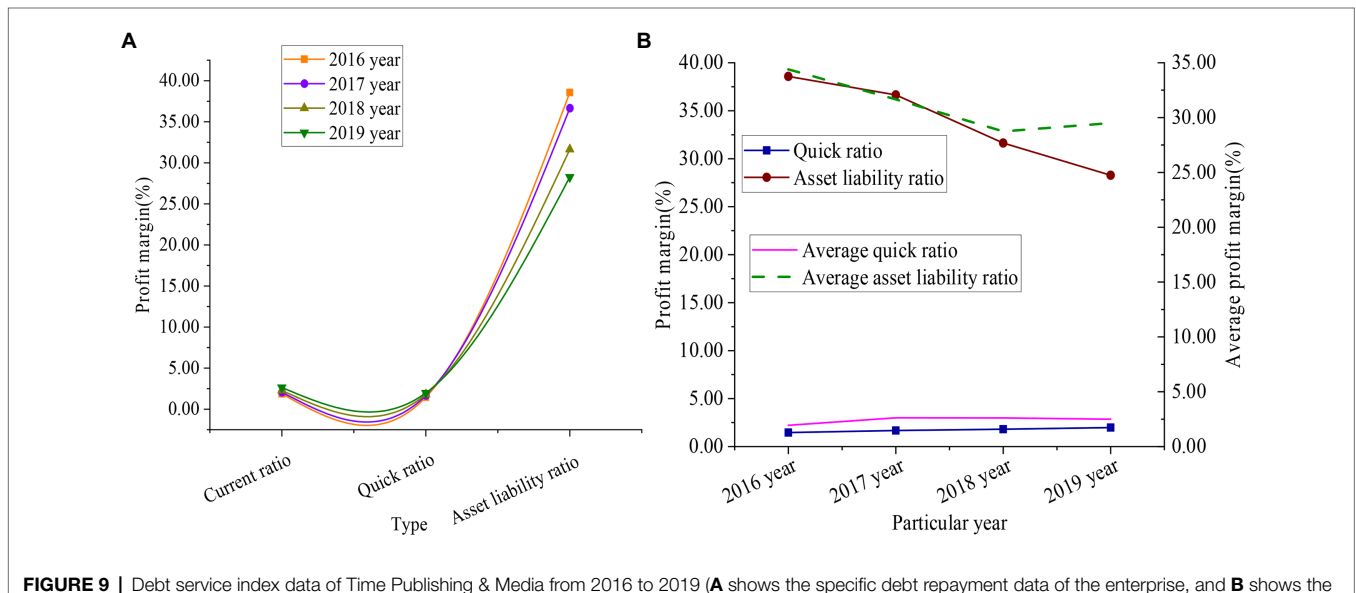 A
2016 year
2017 year
2018 year
2019 year
40.00
35.00
30.00
25.00
20.00
15.00
10.00
5.00
0.00
Profit margin(%)
Current ratio
Quick ratio
Asset liability ratio
Type
B
40.00
35.00
30.00
25.00
20.00
15.00
10.00
5.00
0.00
Profit margin(%)
Quick ratio
Asset liability ratio
Average quick ratio
Average asset liability ratio
35.00
30.00
25.00
20.00
15.00
10.00
5.00
0.00
Average profit margin(%)
2016 year
2017 year
2018 year
2019 year
Particular year
FIGURE 9 | Debt service index data of Time Publishing & Media from 2016 to 2019 (A shows the specific debt repayment data of the enterprise, and B shows the